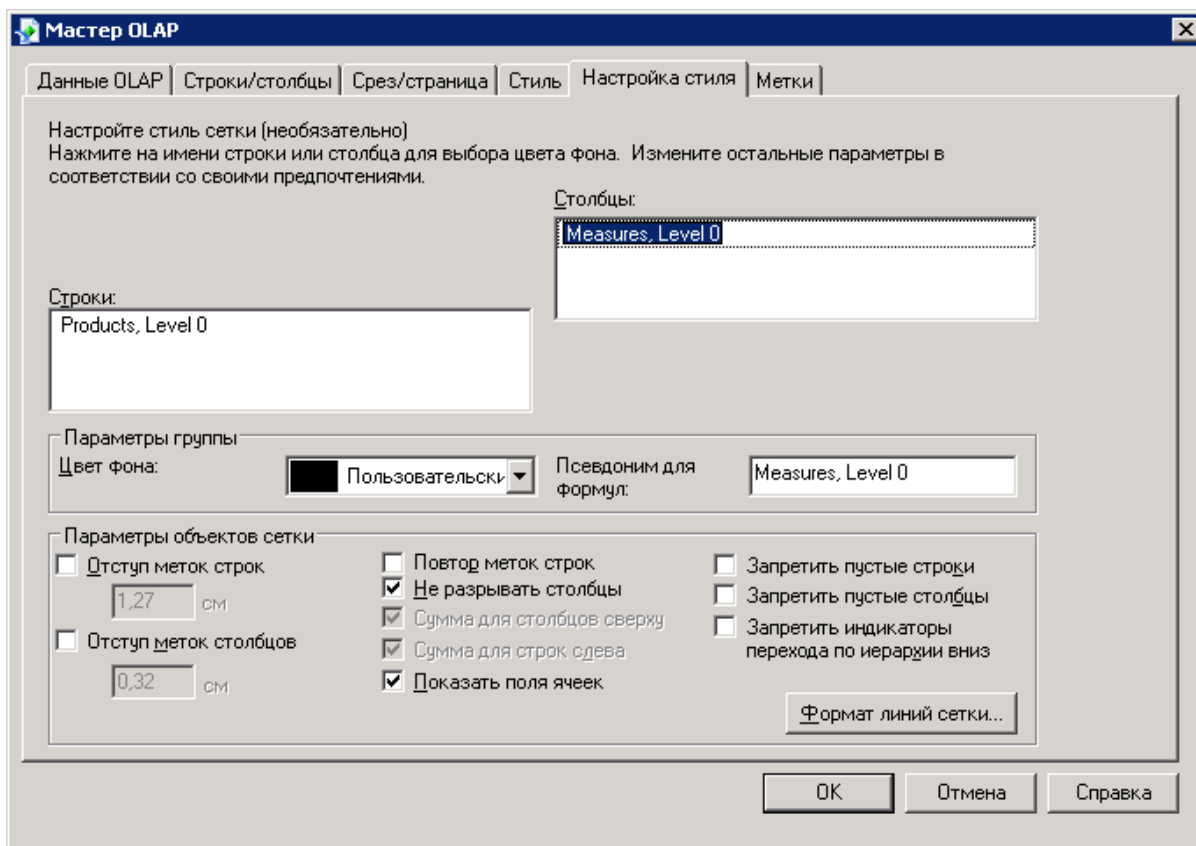 Мастер OLAP
Данные OLAP Строки/столбцы Срез/страница Стиль Настройка стиля Метки
Настройте стиль сетки (необязательно)
Нажмите на имени строки или столбца для выбора цвета фона. Измените остальные параметры в
соответствии со своими предпочтениями.
Столбцы:
Measures, Level 0
Строки:
Products, Level 0
Параметры группы
Цвет фона:
Пользовательски
Псевдоним для
формул:
Measures, Level 0
Параметры объектов сетки
Отступ меток строк
1,27 см
Отступ меток столбцов
0,32 см
Повтор меток строк
Не разрывать столбцы
Сумма для столбцов сверху
Сумма для строк слева
Показать поля ячеек
Запретить пустые строки
Запретить пустые столбцы
Запретить индикаторы
перехода по иерархии вниз
Формат линий сетки...
OK Отмена Справка